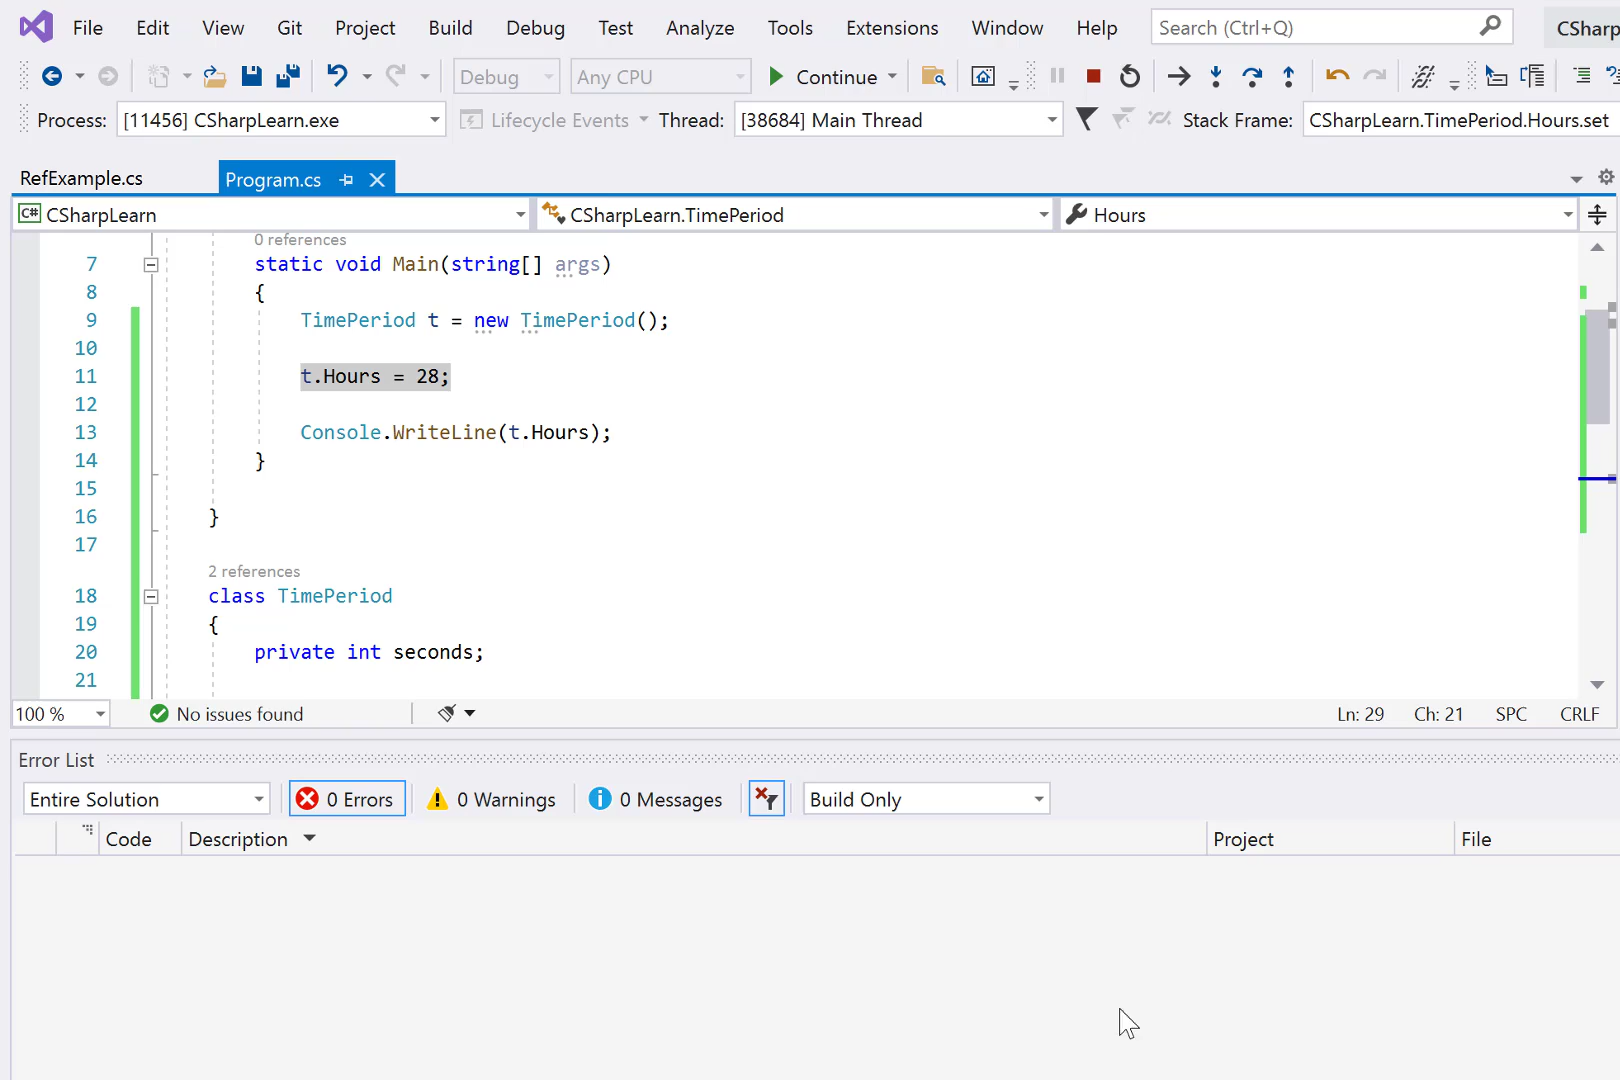 File Edit View Git Project Build Debug Test Analyze Tools Extensions Window Help Search (Ctrl+Q) CSharp
Debug Any CPU Continue
Process: [11456] CSharpLearn.exe Lifecycle Events Thread: [38684] Main Thread Stack Frame: CSharpLearn.TimePeriod.Hours.set
RefExample.cs Program.cs
C# CSharpLearn CSharpLearn.TimePeriod Hours
0 references
7 static void Main(string[] args)
8 {
9 TimePeriod t = new TimePeriod();
10
11 t.Hours = 28;
12
13 Console.WriteLine(t.Hours);
14 }
15
16 }
17
2 references
18 class TimePeriod
19 {
20 private int seconds;
21
100 % No issues found Ln: 29 Ch: 21 SPC CRLF
Error List
Entire Solution 0 Errors 0 Warnings 0 Messages Build Only
Code Description Project File